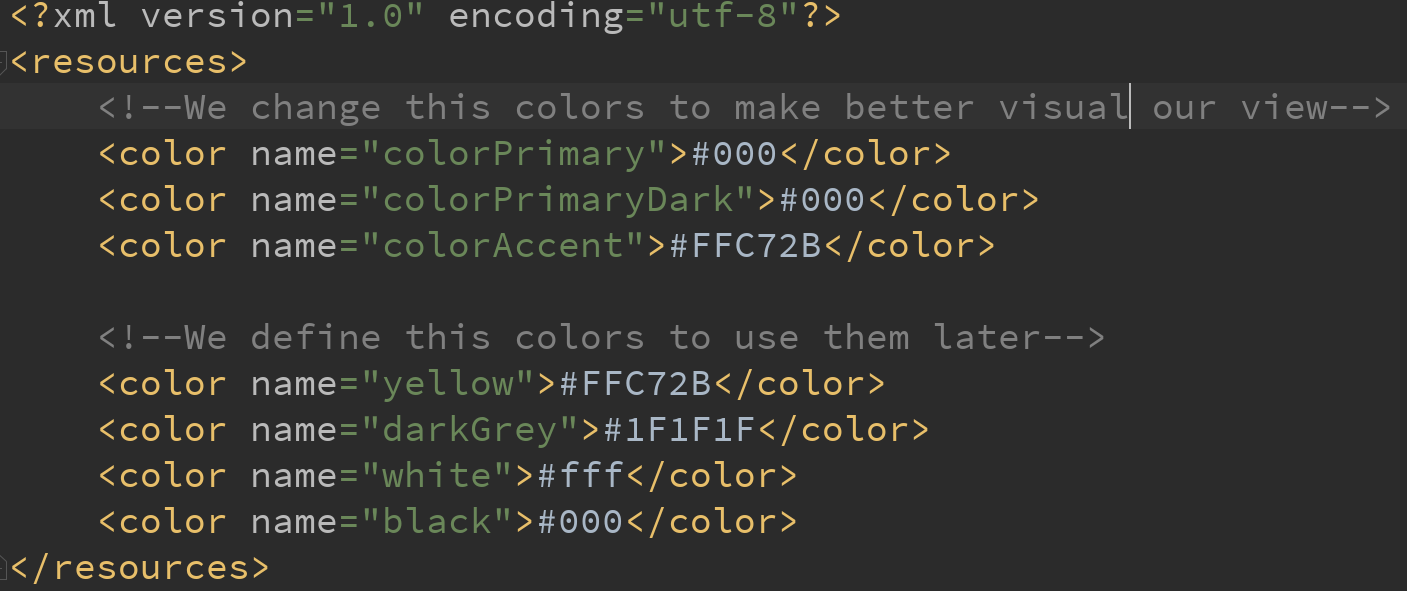 <?xml version="1.0" encoding="utf-8"?>
<resources>
    <!--We change this colors to make better visual our view-->
    <color name="colorPrimary">#000</color>
    <color name="colorPrimaryDark">#000</color>
    <color name="colorAccent">#FFC72B</color>

    <!--We define this colors to use them later-->
    <color name="yellow">#FFC72B</color>
    <color name="darkGrey">#1F1F1F</color>
    <color name="white">#fff</color>
    <color name="black">#000</color>
</resources>